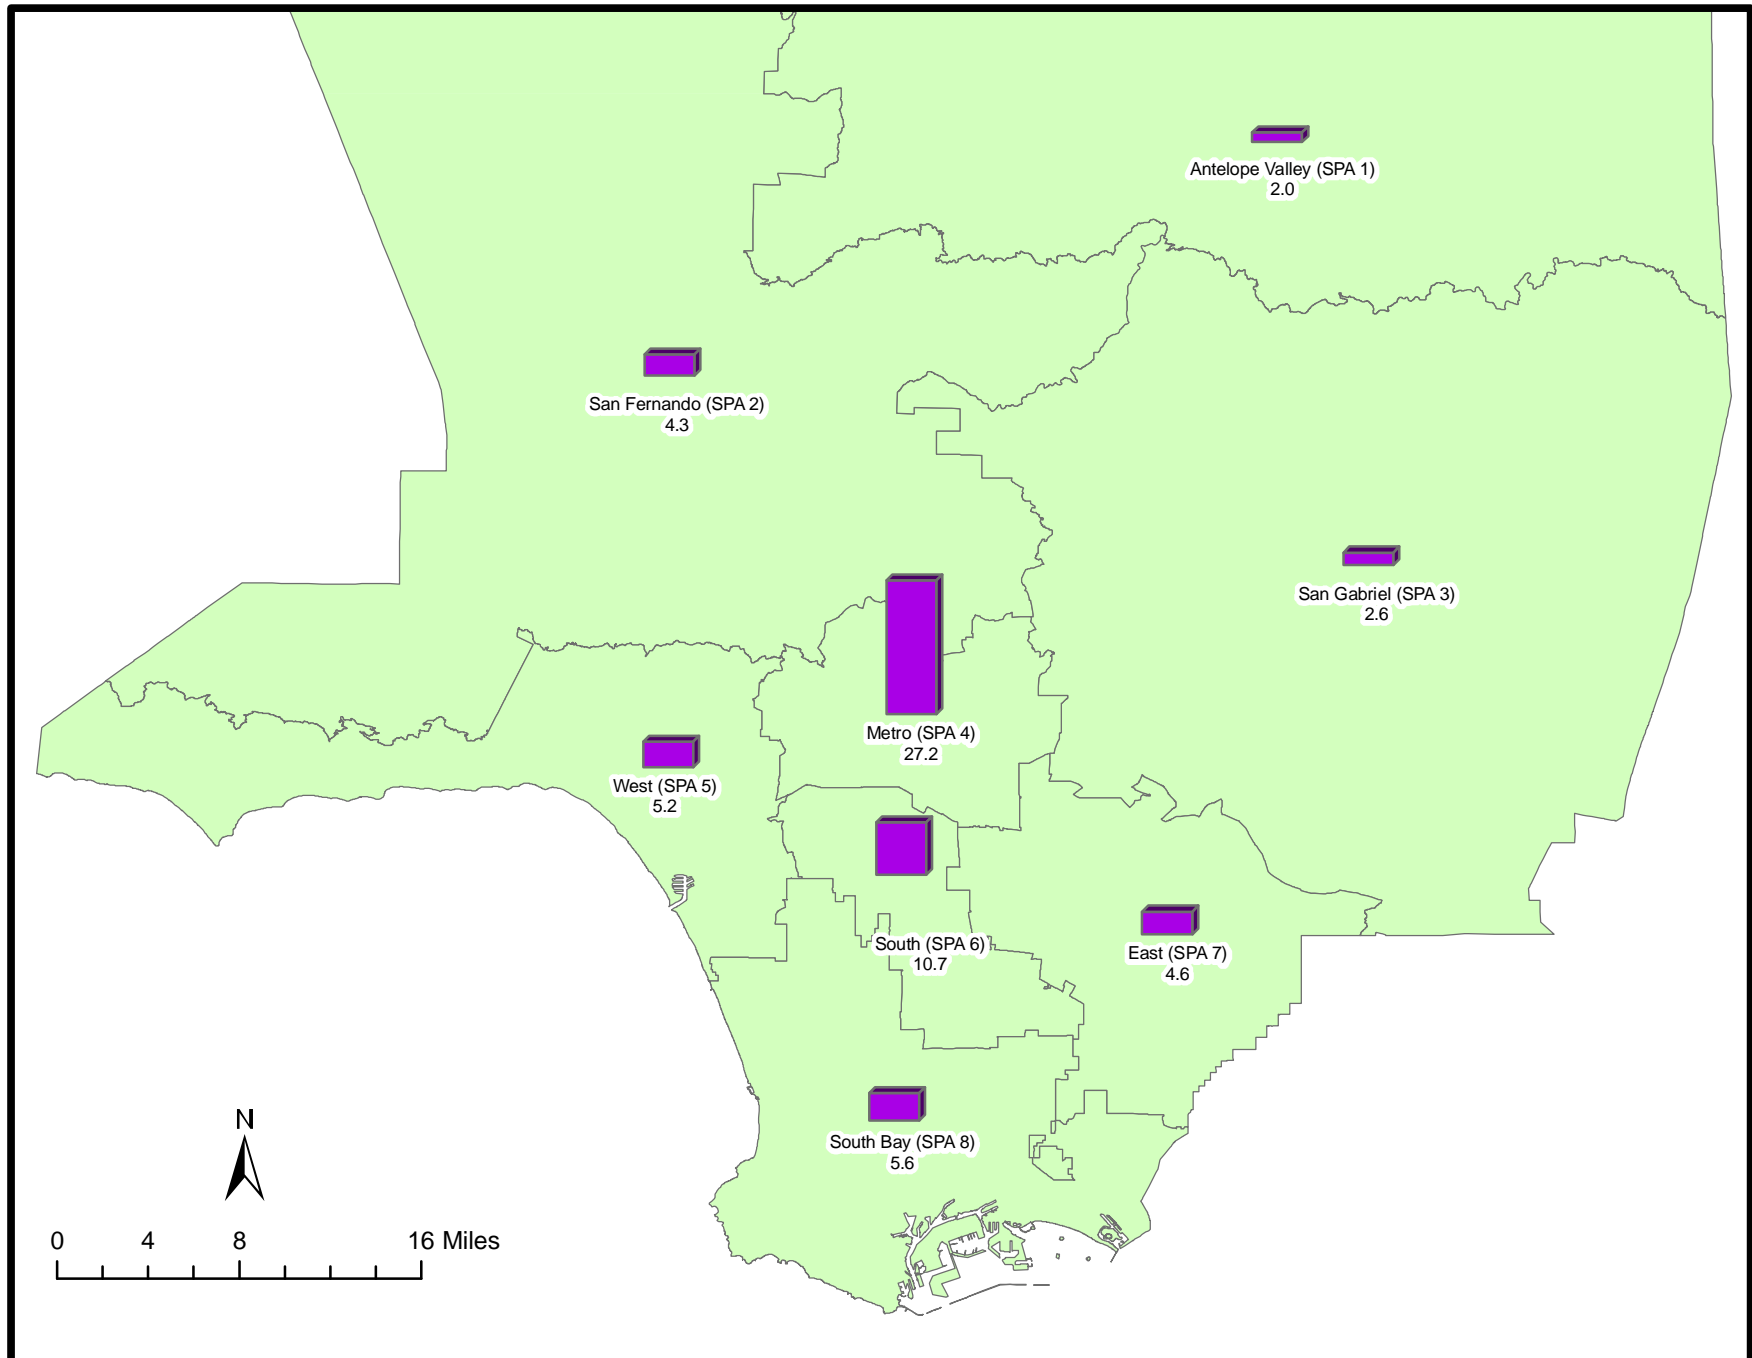 Antelope Valley (SPA 1)
2.0
San Fernando (SPA 2)
4.3
San Gabriel (SPA 3)
2.6
Metro (SPA 4)
27.2
West (SPA 5)
5.2
South (SPA 6)
10.7
East (SPA 7)
4.6
South Bay (SPA 8)
5.6
N
0 4 8 16 Miles